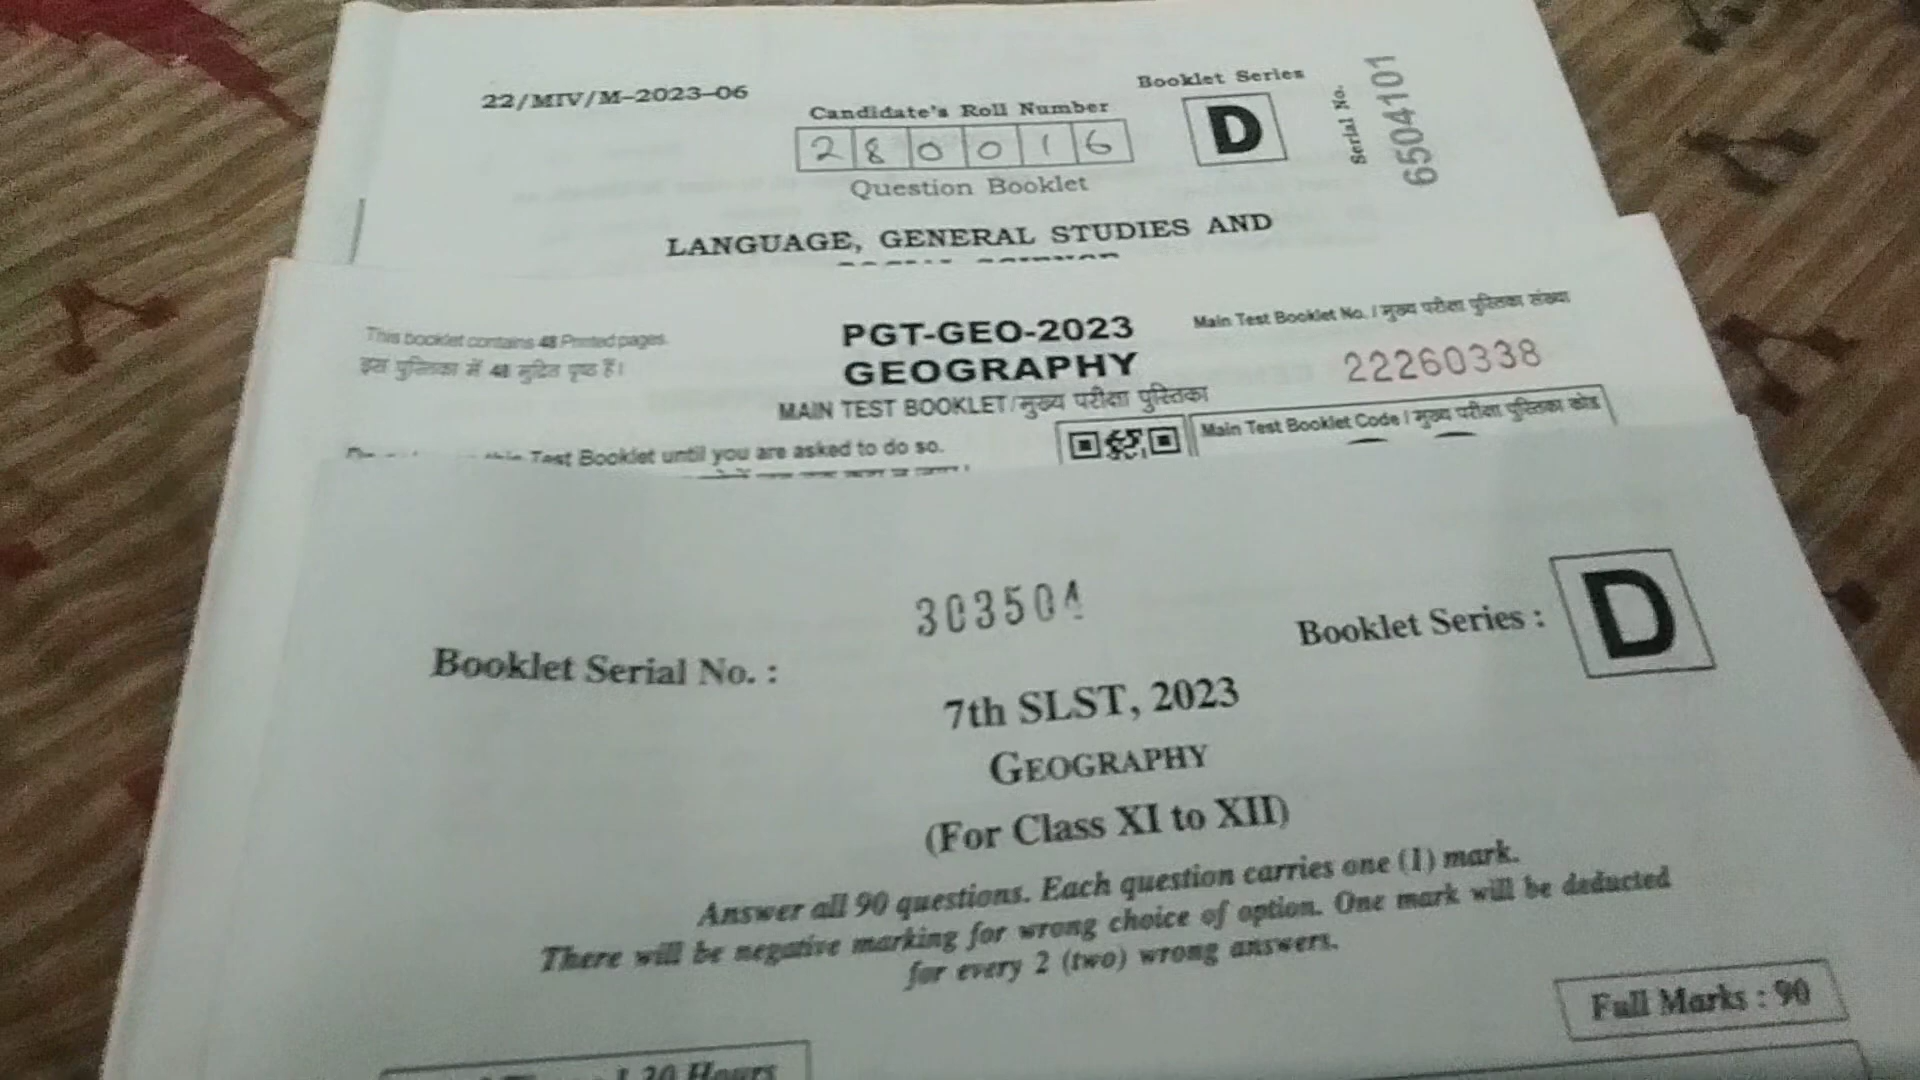 22/MIV/M-2023-06
Booklet Series
Candidate's Roll Number
280016
D
Serial No.
6504101
Question Booklet
LANGUAGE, GENERAL STUDIES AND
SOCIAL SCIENCE
This booklet contains 48 Printed pages.
इस पुस्तिका में 48 मुद्रित पृष्ठ हैं।
PGT-GEO-2023
GEOGRAPHY
MAIN TEST BOOKLET/मुख्य परीक्षा पुस्तिका
Main Test Booklet No. / मुख्य परीक्षा पुस्तिका संख्या
22260338
Main Test Booklet Code / मुख्य परीक्षा पुस्तिका कोड
this Test Booklet until you are asked to do so.
303504
Booklet Serial No. :
Booklet Series :
D
7th SLST, 2023
GEOGRAPHY
(For Class XI to XII)
Answer all 90 questions. Each question carries one (1) mark.
There will be negative marking for wrong choice of option. One mark will be deducted
for every 2 (two) wrong answers.
Full Marks : 90
Hours